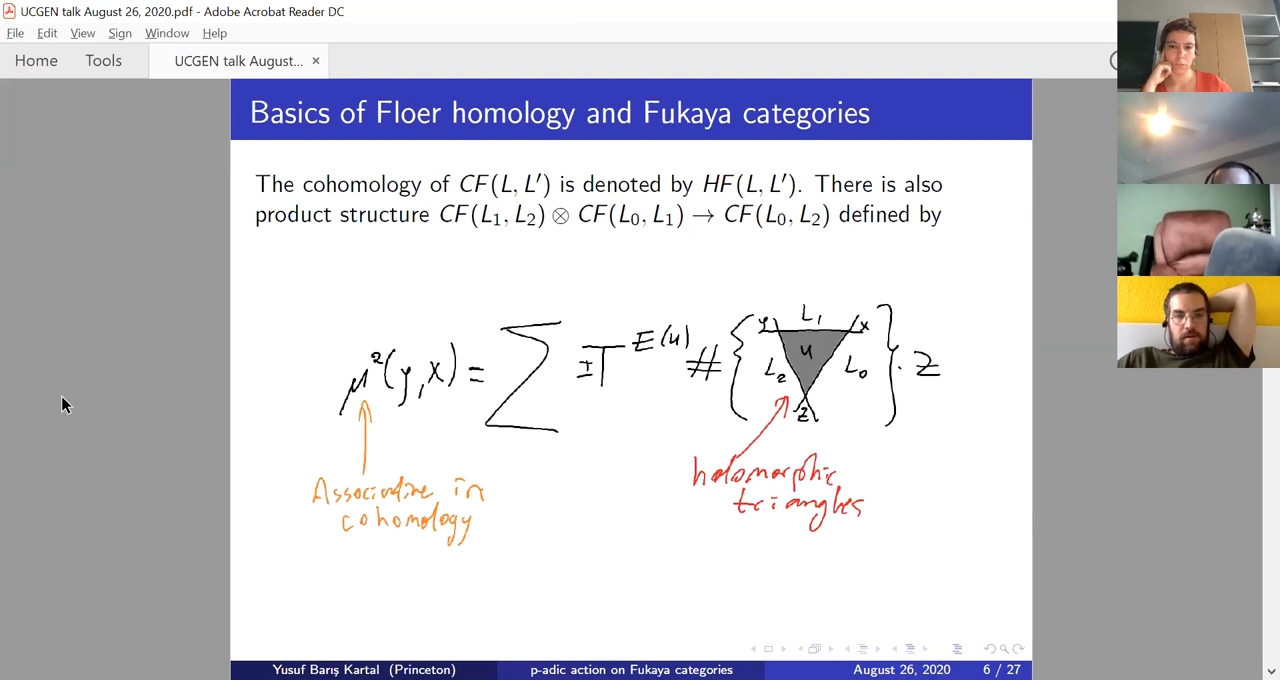 UCGEN talk August 26, 2020.pdf - Adobe Acrobat Reader DC
File Edit View Sign Window Help
Home Tools UCGEN talk August... ×
Basics of Floer homology and Fukaya categories
The cohomology of CF(L, L′) is denoted by HF(L, L′). There is also
product structure CF(L₁, L₂) ⊗ CF(L₀, L₁) → CF(L₀, L₂) defined by
μ²(y, x) = ∑ ±T^E(u) # { y L₁ x L₂ u L₀ z } · z
Associative in
cohomology
holomorphic
triangles
Yusuf Barış Kartal (Princeton) p-adic action on Fukaya categories August 26, 2020 6 / 27